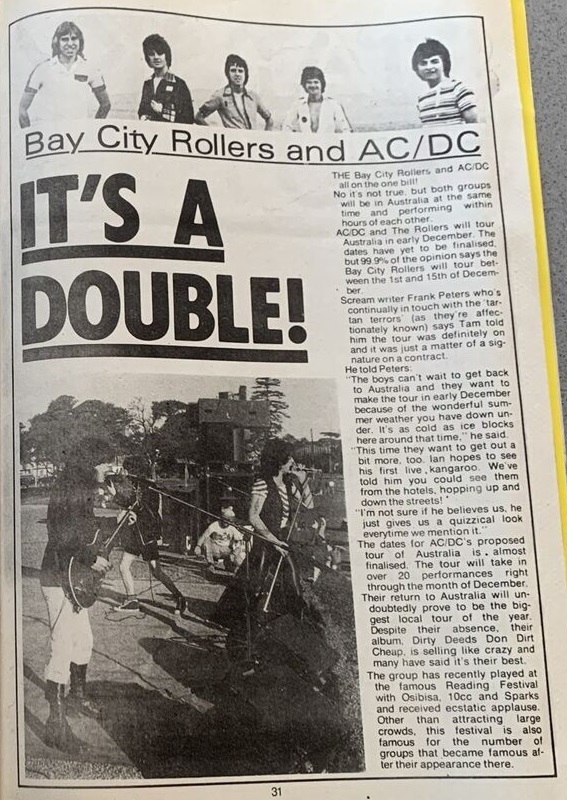 Bay City Rollers and AC/DC
IT'S A
DOUBLE!
THE Bay City Rollers and AC/DC
all on the one bill!
No it's not true, but both groups
will be in Australia at the same
time and performing within
hours of each other.
AC/DC and The Rollers will tour
Australia in early December. The
dates have yet to be finalised,
but 99.9% of the opinion says the
Bay City Rollers will tour bet-
ween the 1st and 15th of Decem-
ber.
Scream writer Frank Peters who's
continually in touch with the 'tar-
tan terrors' (as they're affec-
tionately known) says Tam told
him the tour was definitely on
and it was just a matter of a sig-
nature on a contract.
He told Peters:
"The boys can't wait to get back
to Australia and they want to
make the tour in early December
because of the wonderful sum-
mer weather you have down un-
der. It's as cold as ice blocks
here around that time," he said.
"This time they want to get out a
bit more, too. Ian hopes to see
his first live kangaroo. We've
told him you could see them
from the hotels, hopping up and
down the streets!'
"I'm not sure if he believes us, he
just gives us a quizzical look
everytime we mention it."
The dates for AC/DC's proposed
tour of Australia is almost
finalised. The tour will take in
over 20 performances right
through the month of December.
Their return to Australia will un-
doubtedly prove to be the big-
gest local tour of the year.
Despite their absence, their
album, Dirty Deeds Don Dirt
Cheap, is selling like crazy and
many have said it's their best.
The group has recently played at
the famous Reading Festival
with Osibisa, 10cc and Sparks
and received ecstatic applause.
Other than attracting large
crowds, this festival is also
famous for the number of
groups that became famous af-
ter their appearance there.
31